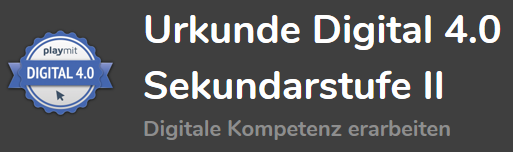 playmit
DIGITAL 4.0
Urkunde Digital 4.0
Sekundarstufe II
Digitale Kompetenz erarbeiten